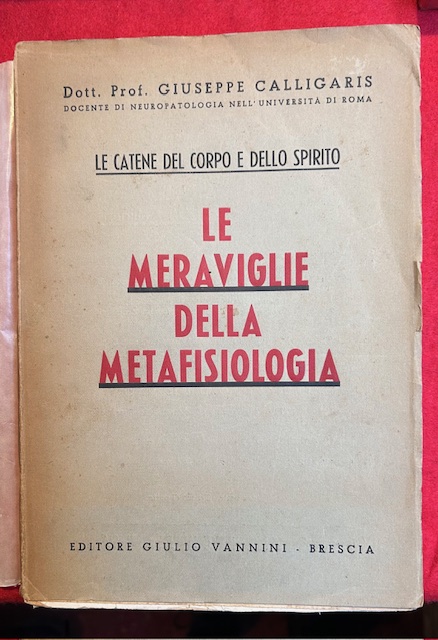 Dott. Prof. GIUSEPPE CALLIGARIS
DOCENTE DI NEUROPATOLOGIA NELL'UNIVERSITÀ DI ROMA
LE CATENE DEL CORPO E DELLO SPIRITO
LE
MERAVIGLIE
DELLA
METAFISIOLOGIA
EDITORE GIULIO VANNINI - BRESCIA